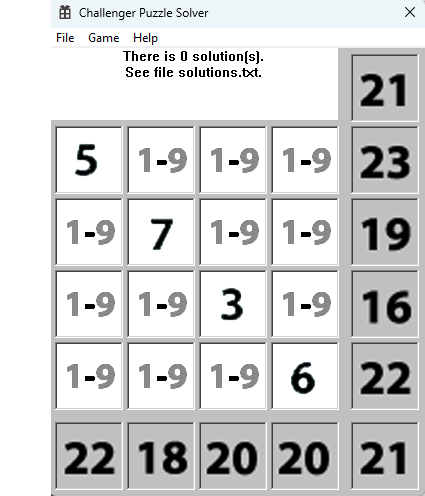 Challenger Puzzle Solver
File Game Help
There is 0 solution(s).
See file solutions.txt.
21
5 1-9 1-9 1-9 23
1-9 7 1-9 1-9 19
1-9 1-9 3 1-9 16
1-9 1-9 1-9 6 22
22 18 20 20 21